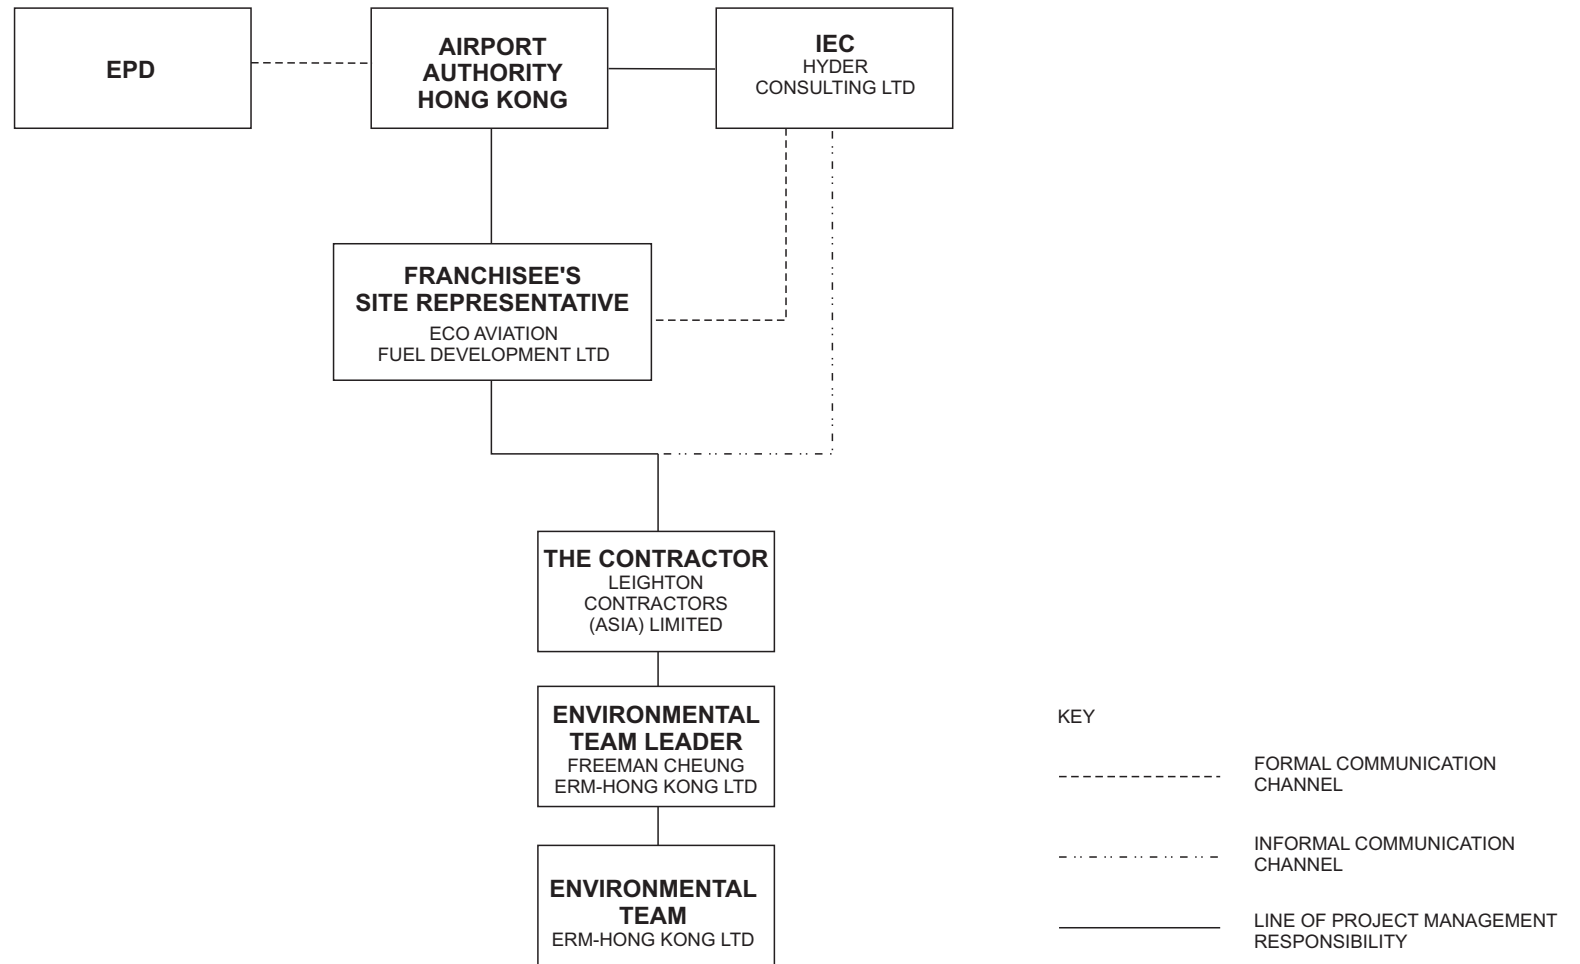 EPD
AIRPORT
AUTHORITY
HONG KONG
IEC
HYDER
CONSULTING LTD
FRANCHISEE'S
SITE REPRESENTATIVE
ECO AVIATION
FUEL DEVELOPMENT LTD
THE CONTRACTOR
LEIGHTON
CONTRACTORS
(ASIA) LIMITED
ENVIRONMENTAL
TEAM LEADER
FREEMAN CHEUNG
ERM-HONG KONG LTD
ENVIRONMENTAL
TEAM
ERM-HONG KONG LTD
KEY
FORMAL COMMUNICATION
CHANNEL
INFORMAL COMMUNICATION
CHANNEL
LINE OF PROJECT MANAGEMENT
RESPONSIBILITY